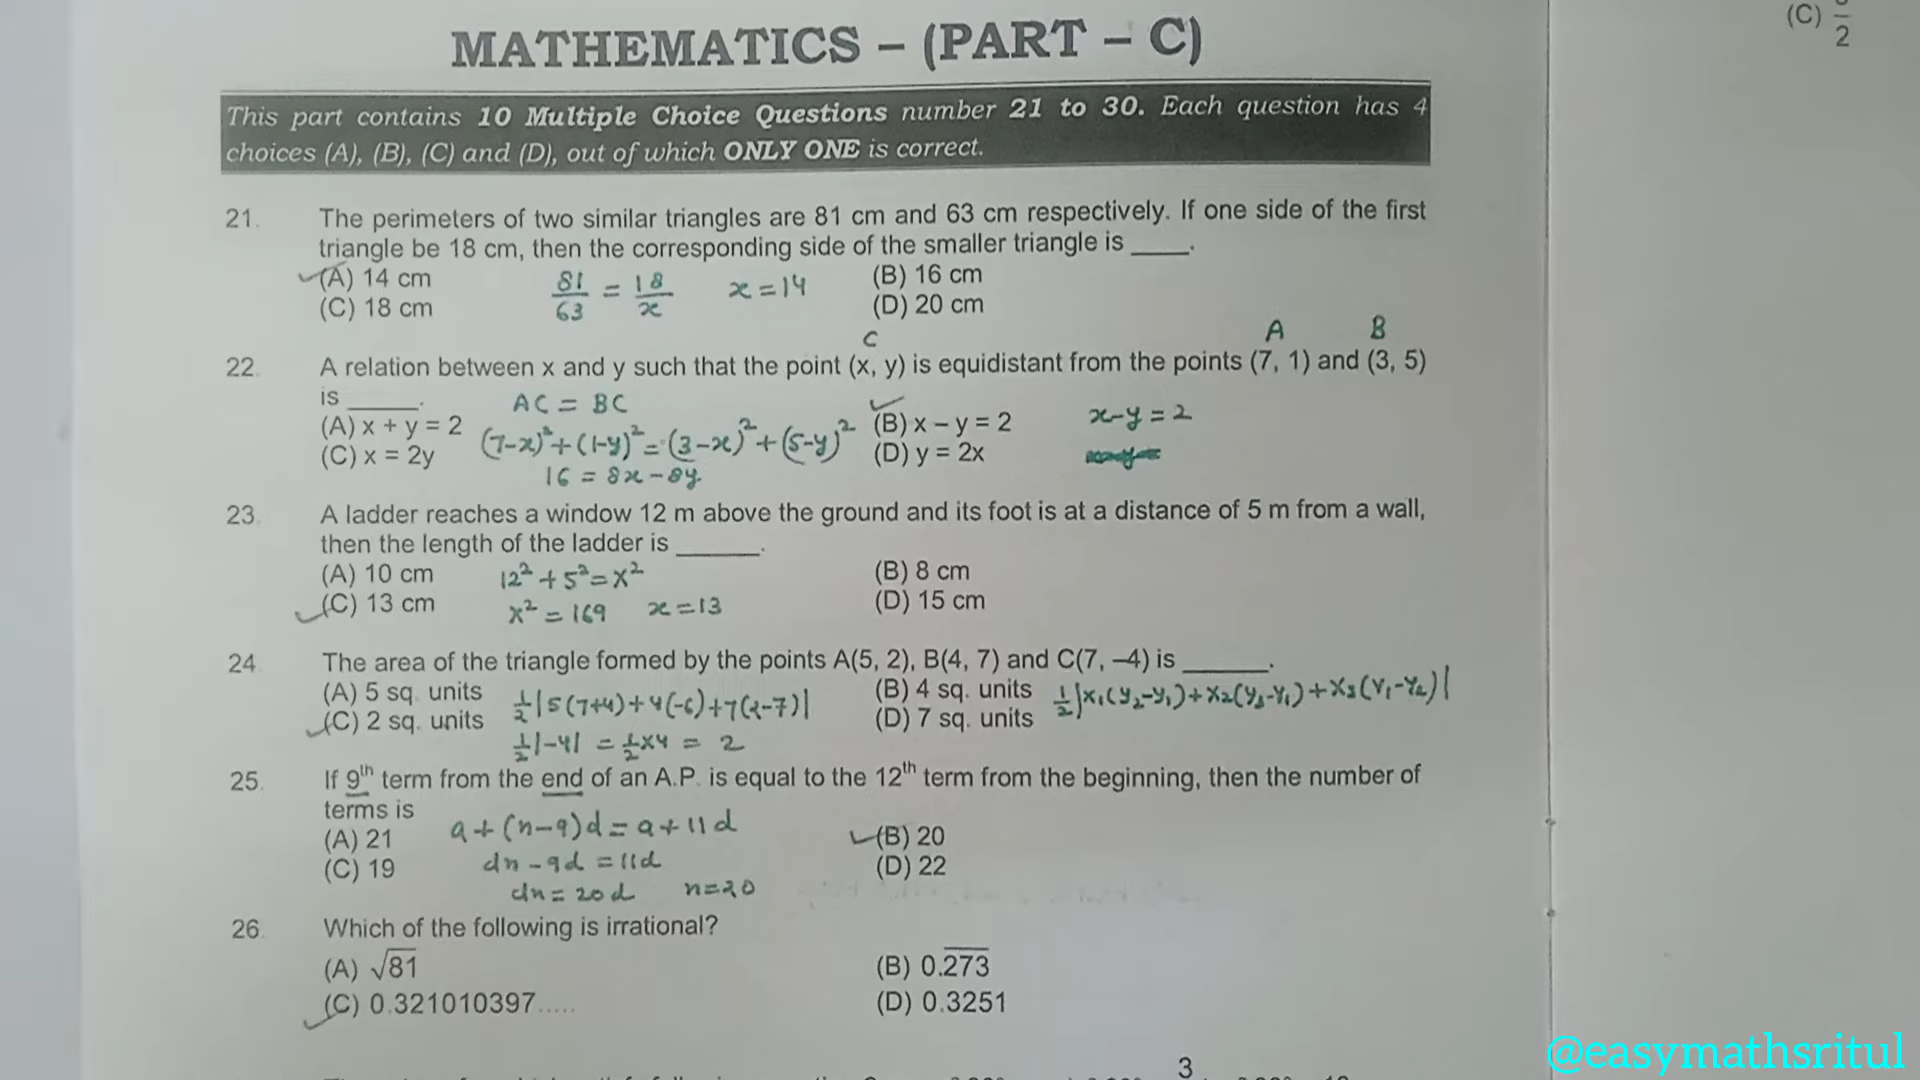 (C) 2
MATHEMATICS – (PART – C)
This part contains 10 Multiple Choice Questions number 21 to 30. Each question has 4
choices (A), (B), (C) and (D), out of which ONLY ONE is correct.
21. The perimeters of two similar triangles are 81 cm and 63 cm respectively. If one side of the first
triangle be 18 cm, then the corresponding side of the smaller triangle is ____.
(A) 14 cm (B) 16 cm
81/63 = 18/x x = 14
(C) 18 cm (D) 20 cm
C A B
22. A relation between x and y such that the point (x, y) is equidistant from the points (7, 1) and (3, 5)
is _____.
AC = BC
(A) x + y = 2 (B) x – y = 2 x-y = 2
(7-x)² + (1-y)² = (3-x)² + (5-y)²
(C) x = 2y (D) y = 2x
16 = 8x - 8y
23. A ladder reaches a window 12 m above the ground and its foot is at a distance of 5 m from a wall,
then the length of the ladder is ______.
(A) 10 cm 12² + 5² = x² (B) 8 cm
(C) 13 cm x² = 169 x = 13 (D) 15 cm
24. The area of the triangle formed by the points A(5, 2), B(4, 7) and C(7, –4) is ______.
(A) 5 sq. units (B) 4 sq. units
½|5(7+4)+4(-6)+7(2-7)| ½|x₁(y₂-y₁)+x₂(y₃-y₁)+x₃(y₁-y₂)|
(C) 2 sq. units (D) 7 sq. units
½|-4| = ½×4 = 2
25. If 9th term from the end of an A.P. is equal to the 12th term from the beginning, then the number of
terms is
a + (n-9)d = a + 11d
(A) 21 (B) 20
dn - 9d = 11d
(C) 19 (D) 22
dn = 20d n=20
26. Which of the following is irrational?
(A) √81 (B) 0.2̅7̅3̅
(C) 0.321010397..... (D) 0.3251
3
@easymathsritul